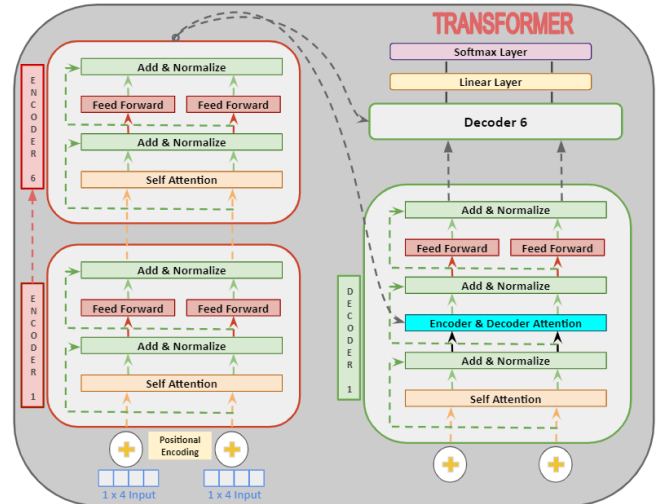 TRANSFORMER
Softmax Layer
Linear Layer
Decoder 6
ENCODER 6
Add & Normalize
Feed Forward Feed Forward
Add & Normalize
Self Attention
ENCODER 1
Add & Normalize
Feed Forward Feed Forward
Add & Normalize
Self Attention
Positional
Encoding
1 x 4 Input 1 x 4 Input
DECODER 1
Add & Normalize
Feed Forward Feed Forward
Add & Normalize
Encoder & Decoder Attention
Add & Normalize
Self Attention